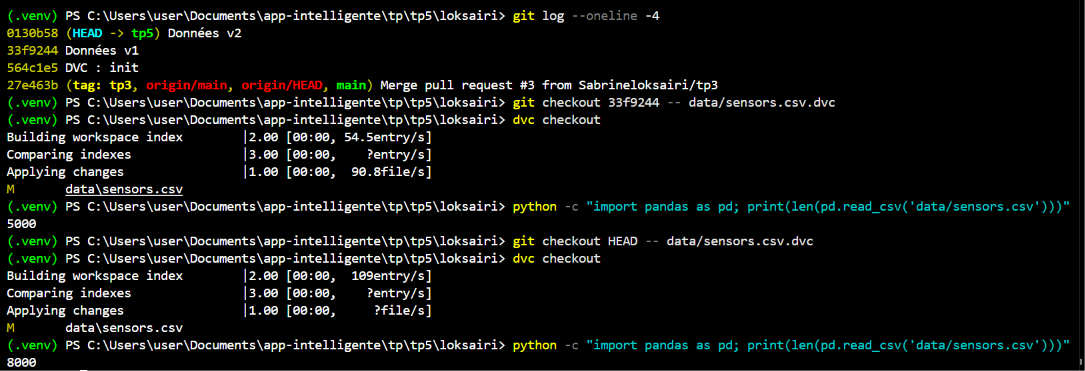 (.venv) PS C:\Users\user\Documents\app-intelligente\tp\tp5\loksairi> git log --oneline -4
0130b58 (HEAD -> tp5) Données v2
33f9244 Données v1
564c1e5 DVC : init
27e463b (tag: tp3, origin/main, origin/HEAD, main) Merge pull request #3 from Sabrineloksairi/tp3
(.venv) PS C:\Users\user\Documents\app-intelligente\tp\tp5\loksairi> git checkout 33f9244 -- data/sensors.csv.dvc
(.venv) PS C:\Users\user\Documents\app-intelligente\tp\tp5\loksairi> dvc checkout
Building workspace index          |2.00 [00:00, 54.5entry/s]
Comparing indexes                 |3.00 [00:00,    ?entry/s]
Applying changes                  |1.00 [00:00,  90.8file/s]
M       data\sensors.csv
(.venv) PS C:\Users\user\Documents\app-intelligente\tp\tp5\loksairi> python -c "import pandas as pd; print(len(pd.read_csv('data/sensors.csv')))"
5000
(.venv) PS C:\Users\user\Documents\app-intelligente\tp\tp5\loksairi> git checkout HEAD -- data/sensors.csv.dvc
(.venv) PS C:\Users\user\Documents\app-intelligente\tp\tp5\loksairi> dvc checkout
Building workspace index          |2.00 [00:00,  109entry/s]
Comparing indexes                 |3.00 [00:00,    ?entry/s]
Applying changes                  |1.00 [00:00,     ?file/s]
M       data\sensors.csv
(.venv) PS C:\Users\user\Documents\app-intelligente\tp\tp5\loksairi> python -c "import pandas as pd; print(len(pd.read_csv('data/sensors.csv')))"
8000